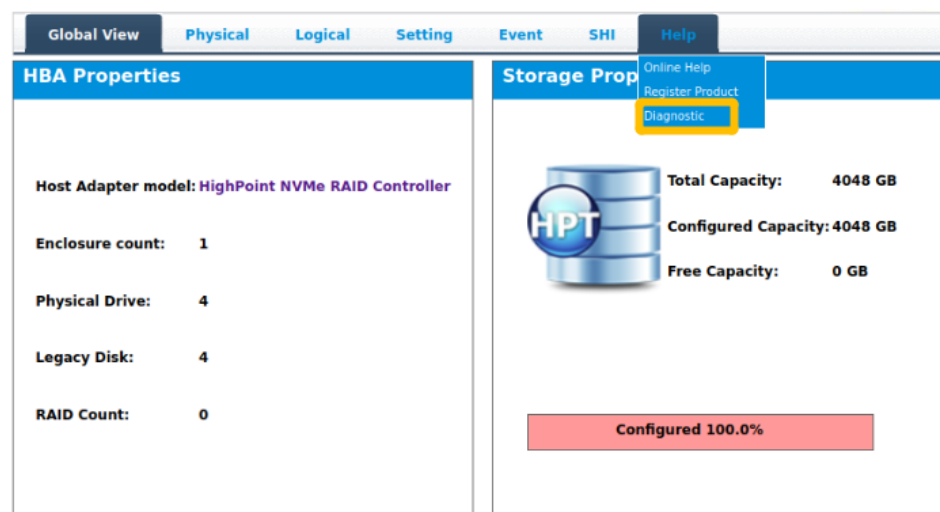 Global View Physical Logical Setting Event SHI Help
Online Help
Register Product
Diagnostic
HBA Properties
Host Adapter model: HighPoint NVMe RAID Controller
Enclosure count: 1
Physical Drive: 4
Legacy Disk: 4
RAID Count: 0
Storage Prop
HPT
Total Capacity: 4048 GB
Configured Capacity: 4048 GB
Free Capacity: 0 GB
Configured 100.0%